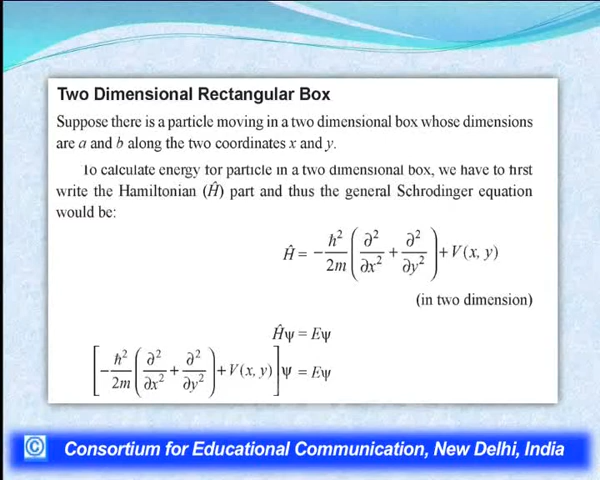 Two Dimensional Rectangular Box
Suppose there is a particle moving in a two dimensional box whose dimensions
are a and b along the two coordinates x and y.
To calculate energy for particle in a two dimensional box, we have to first
write the Hamiltonian (Ĥ) part and thus the general Schrodinger equation
would be:
Ĥ = −ħ²/2m (∂²/∂x² + ∂²/∂y²) + V(x, y)
(in two dimension)
Ĥψ = Eψ
[−ħ²/2m (∂²/∂x² + ∂²/∂y²) + V(x, y)] ψ = Eψ
© Consortium for Educational Communication, New Delhi, India